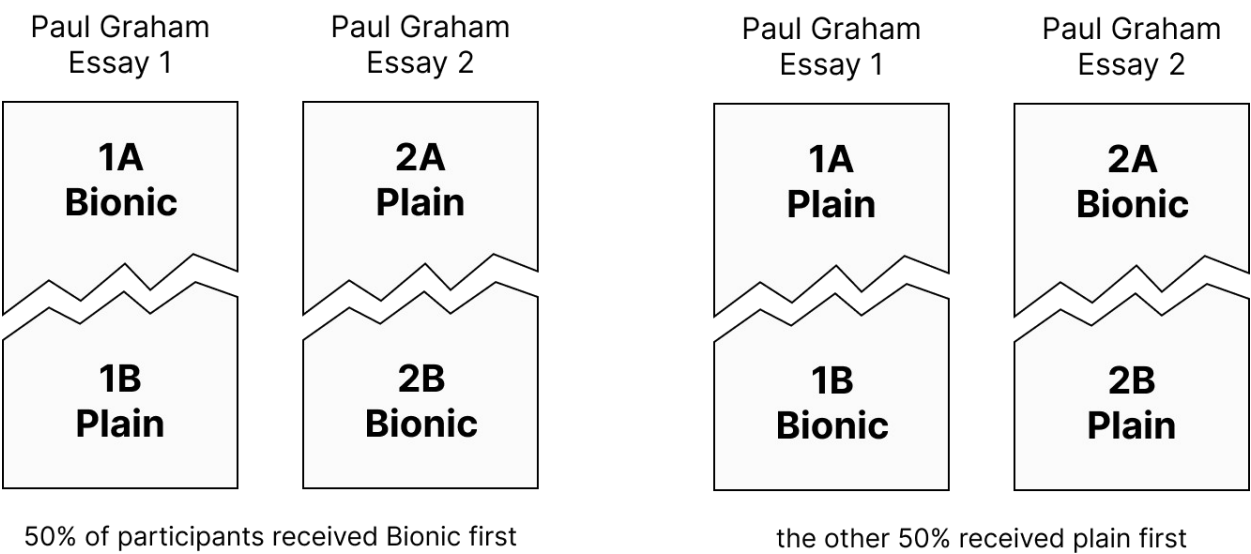 Paul Graham
Essay 1
Paul Graham
Essay 2
1A
Bionic
2A
Plain
1B
Plain
2B
Bionic
50% of participants received Bionic first
Paul Graham
Essay 1
Paul Graham
Essay 2
1A
Plain
2A
Bionic
1B
Bionic
2B
Plain
the other 50% received plain first